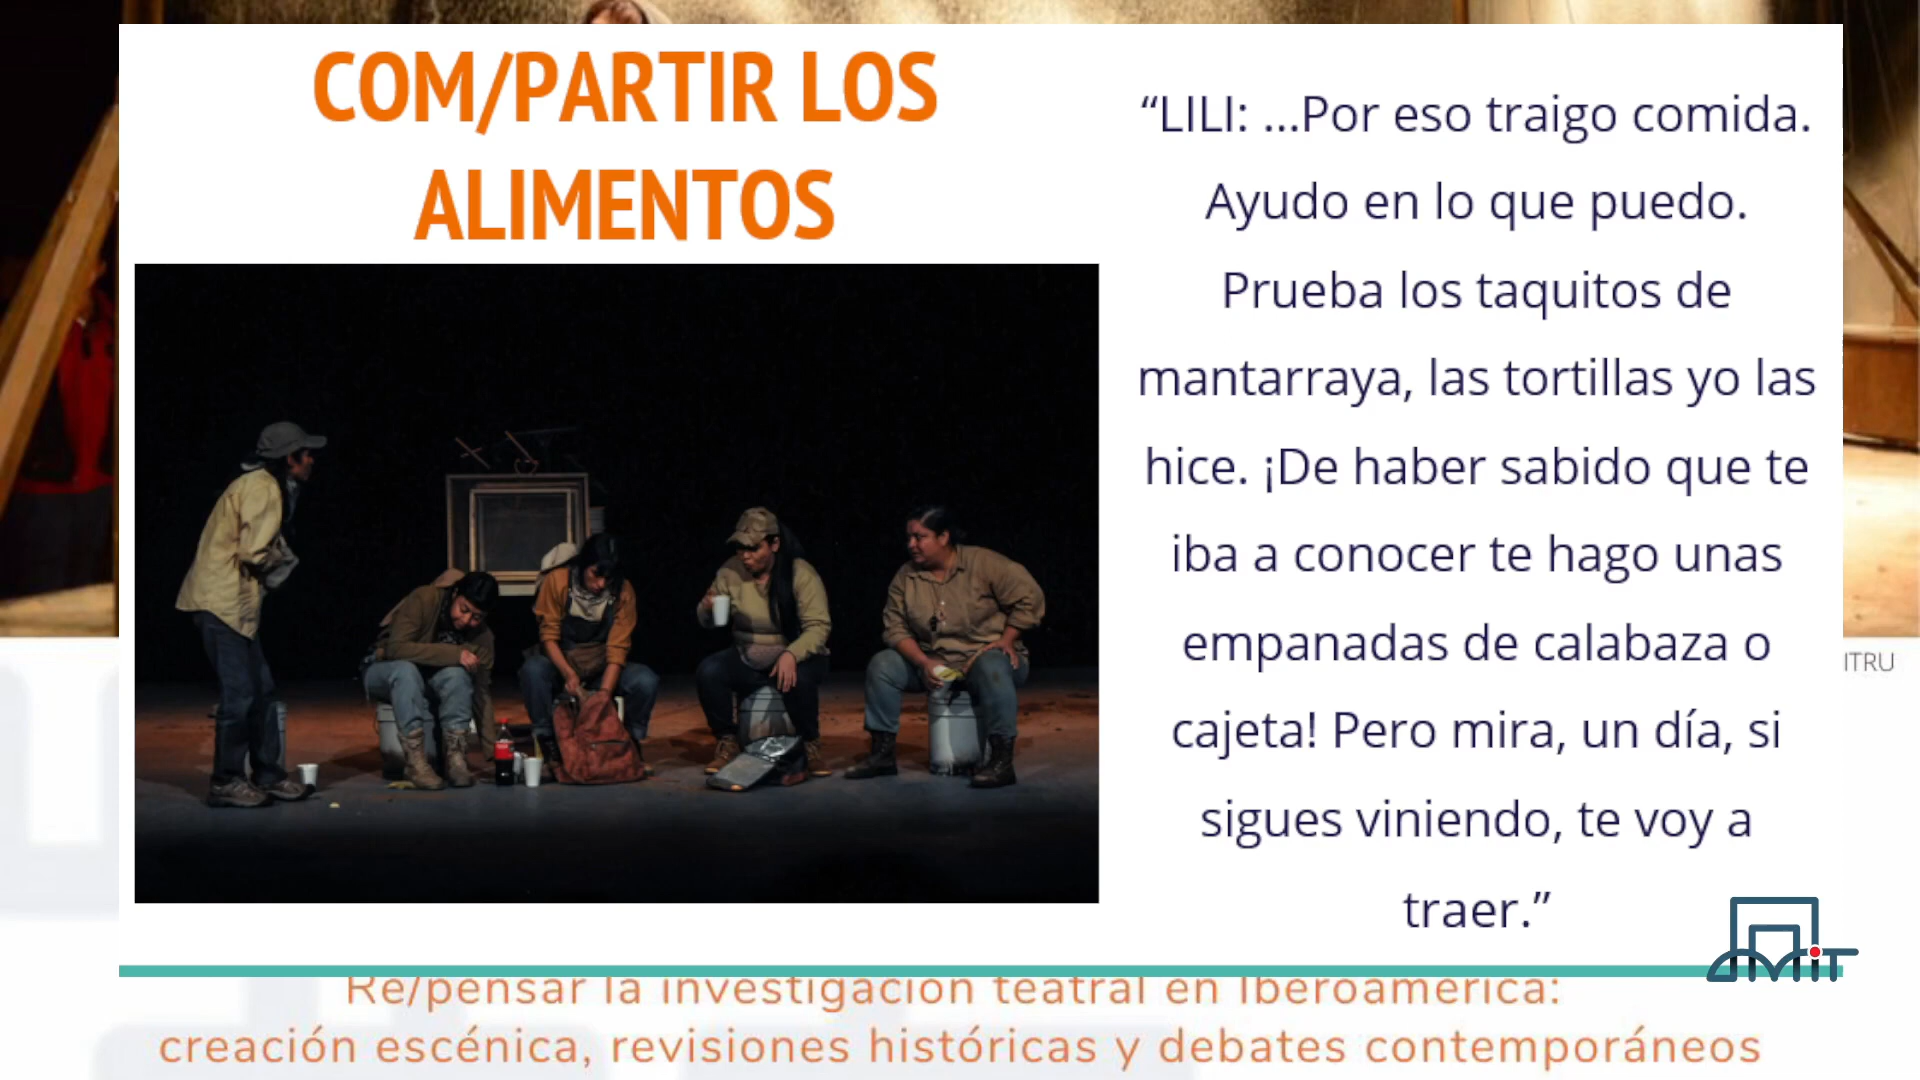 COM/PARTIR LOS
ALIMENTOS
“LILI: ...Por eso traigo comida.
Ayudo en lo que puedo.
Prueba los taquitos de
mantarraya, las tortillas yo las
hice. ¡De haber sabido que te
iba a conocer te hago unas
empanadas de calabaza o
cajeta! Pero mira, un día, si
sigues viniendo, te voy a
traer.”
ITRU
Re/pensar la investigación teatral en Iberoamérica:
creación escénica, revisiones históricas y debates contemporáneos